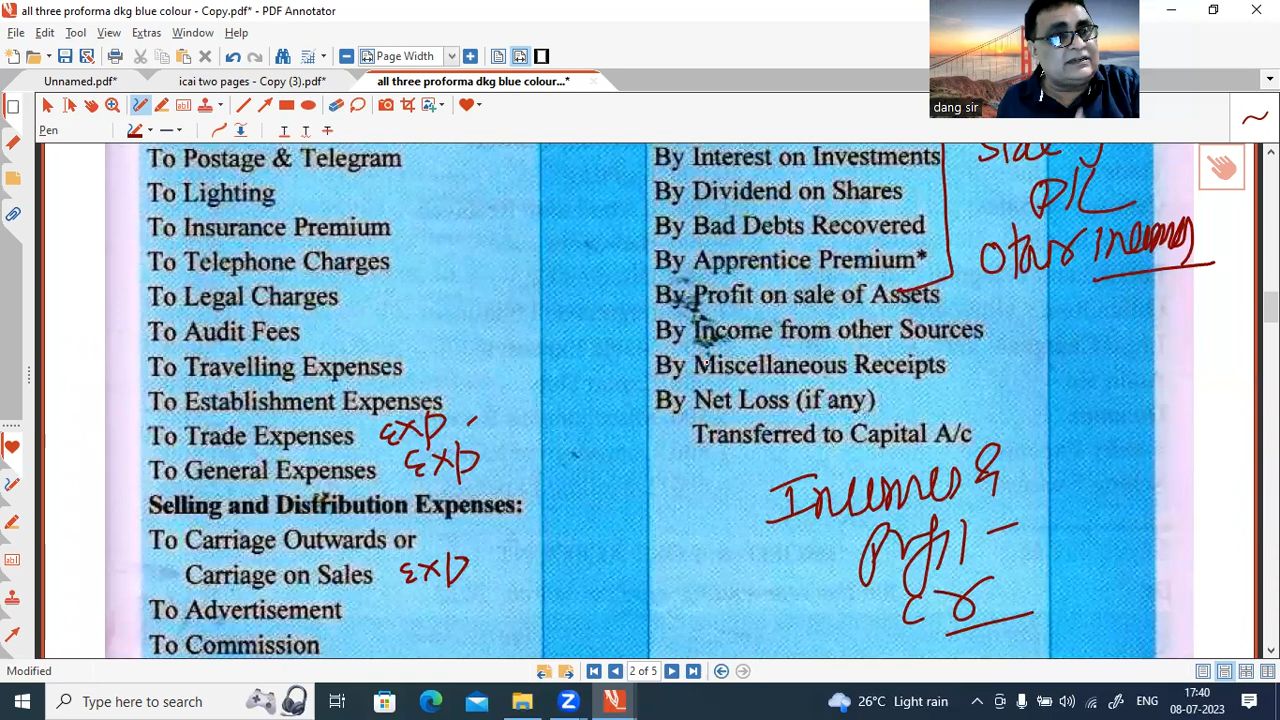 all three proforma dkg blue colour - Copy.pdf* - PDF Annotator
File Edit Tool View Extras Window Help
Page Width
Unnamed.pdf* icai two pages - Copy (3).pdf* all three proforma dkg blue colour...*
Pen
dang sir
To Postage & Telegram
To Lighting
To Insurance Premium
To Telephone Charges
To Legal Charges
To Audit Fees
To Travelling Expenses
To Establishment Expenses
To Trade Expenses Exp
To General Expenses Exp
Selling and Distribution Expenses:
To Carriage Outwards or
Carriage on Sales Exp
To Advertisement
To Commission
By Interest on Investments
By Dividend on Shares
By Bad Debts Recovered
By Apprentice Premium*
By Profit on sale of Assets
By Income from other Sources
By Miscellaneous Receipts
By Net Loss (if any)
Transferred to Capital A/c
P/L
Other incomes
Incomes &
Profit -
Cr
Modified
2 of 5
Type here to search
26°C Light rain
ENG
17:40
08-07-2023